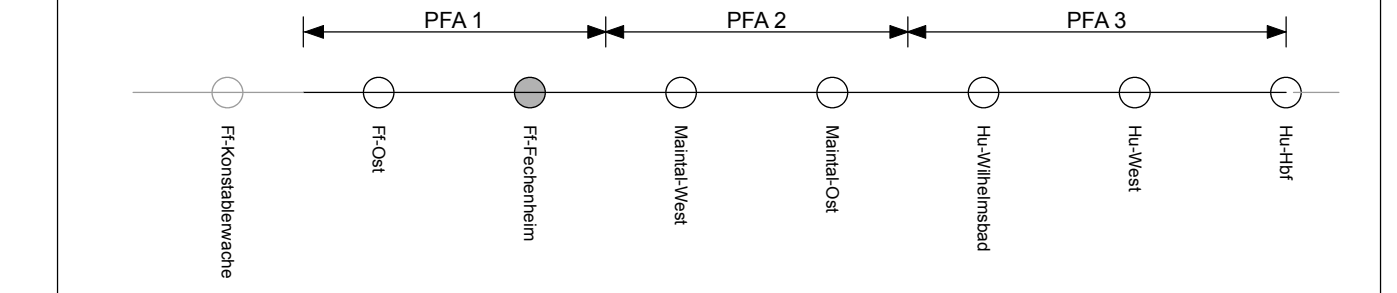 PFA 1
PFA 2
PFA 3
Ff-Konstablerwache
Ff-Ost
Ff-Fechenheim
Maintal-West
Maintal-Ost
Hu-Wilhelmsbad
Hu-West
Hu-Hbf